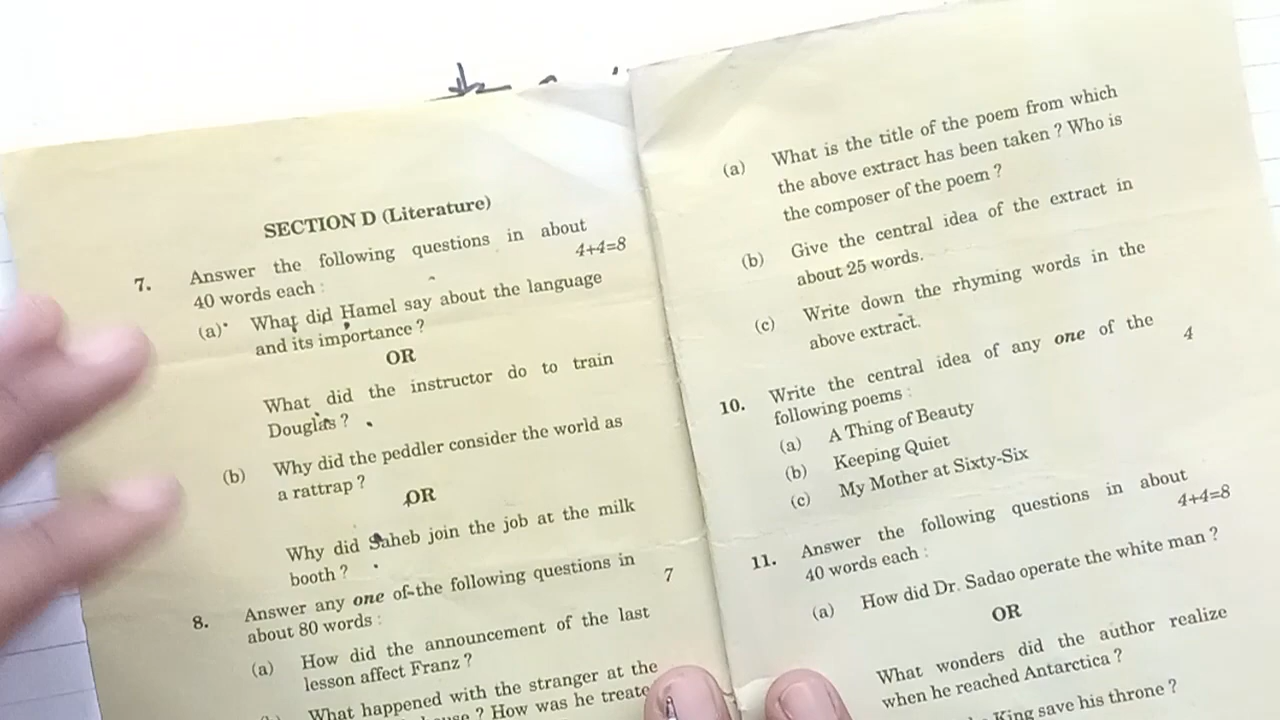 SECTION D (Literature)
7. Answer the following questions in about
40 words each : 4+4=8
(a) What did Hamel say about the language
and its importance ?
OR
What did the instructor do to train
Douglas ?
(b) Why did the peddler consider the world as
a rattrap ?
OR
Why did Saheb join the job at the milk
booth ?
8. Answer any one of-the following questions in
about 80 words : 7
(a) How did the announcement of the last
lesson affect Franz ?
What happened with the stranger at the
? How was he
(a) What is the title of the poem from which
the above extract has been taken ? Who is
the composer of the poem ?
(b) Give the central idea of the extract in
about 25 words.
(c) Write down the rhyming words in the
above extract.
10. Write the central idea of any one of the
following poems : 4
(a) A Thing of Beauty
(b) Keeping Quiet
(c) My Mother at Sixty-Six
11. Answer the following questions in about
40 words each : 4+4=8
(a) How did Dr. Sadao operate the white man ?
OR
What wonders did the author realize
when he reached Antarctica ?
King save his throne ?